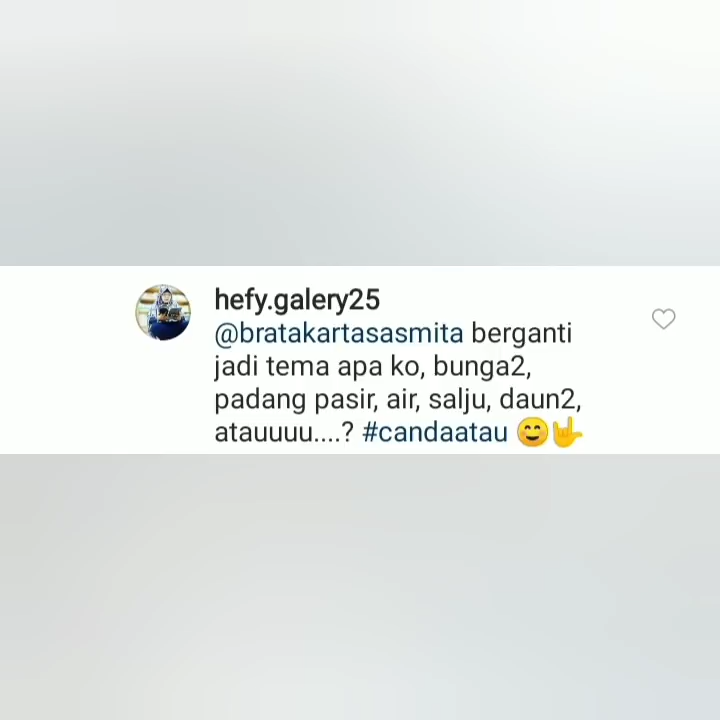 hefy.galery25
@bratakartasasmita berganti
jadi tema apa ko, bunga2,
padang pasir, air, salju, daun2,
atauuuu....? #candaatau 😊🤟